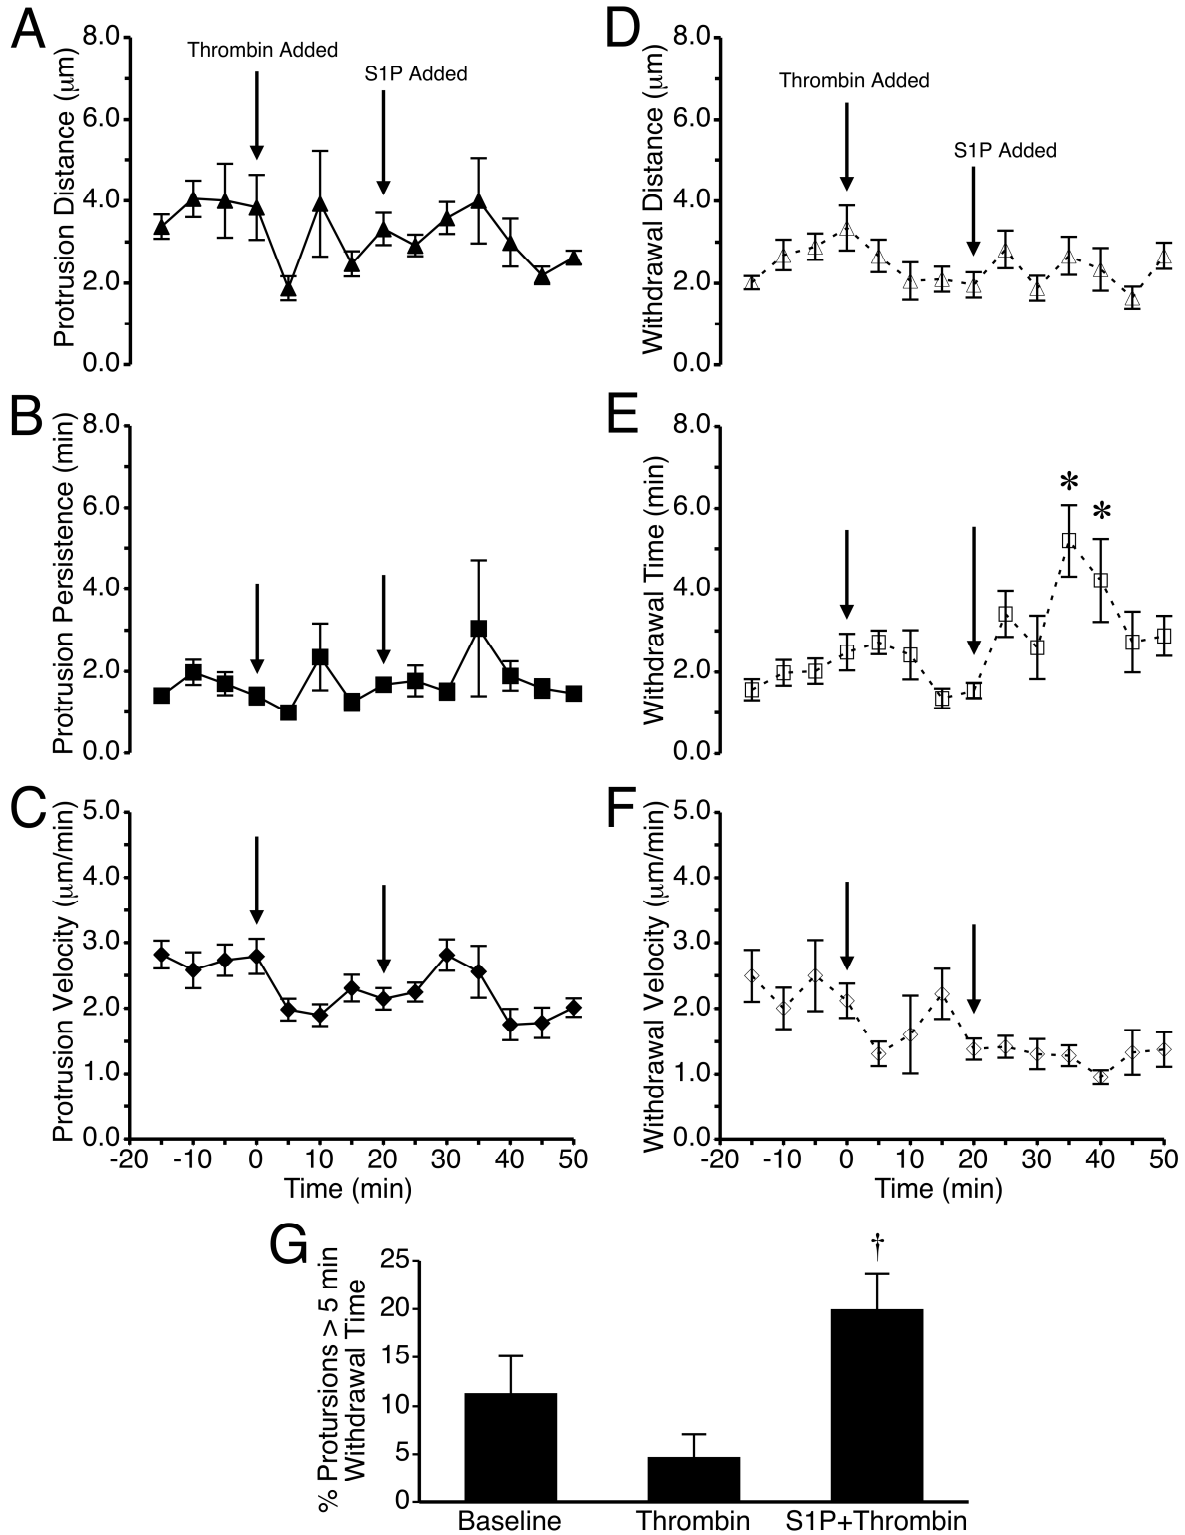 A
Protrusion Distance (μm)
8.0
6.0
4.0
2.0
0.0
Thrombin Added
S1P Added
D
Withdrawal Distance (μm)
8.0
6.0
4.0
2.0
0.0
Thrombin Added
S1P Added
B
Protrusion Persistence (min)
8.0
6.0
4.0
2.0
0.0
E
Withdrawal Time (min)
8.0
6.0
4.0
2.0
0.0
*
*
C
Protrusion Velocity (μm/min)
5.0
4.0
3.0
2.0
1.0
0.0
-20 -10 0 10 20 30 40 50
Time (min)
F
Withdrawal Velocity (μm/min)
5.0
4.0
3.0
2.0
1.0
0.0
-20 -10 0 10 20 30 40 50
Time (min)
G
% Protursions > 5 min
Withdrawal Time
25
20
15
10
5
0
†
Baseline Thrombin S1P+Thrombin